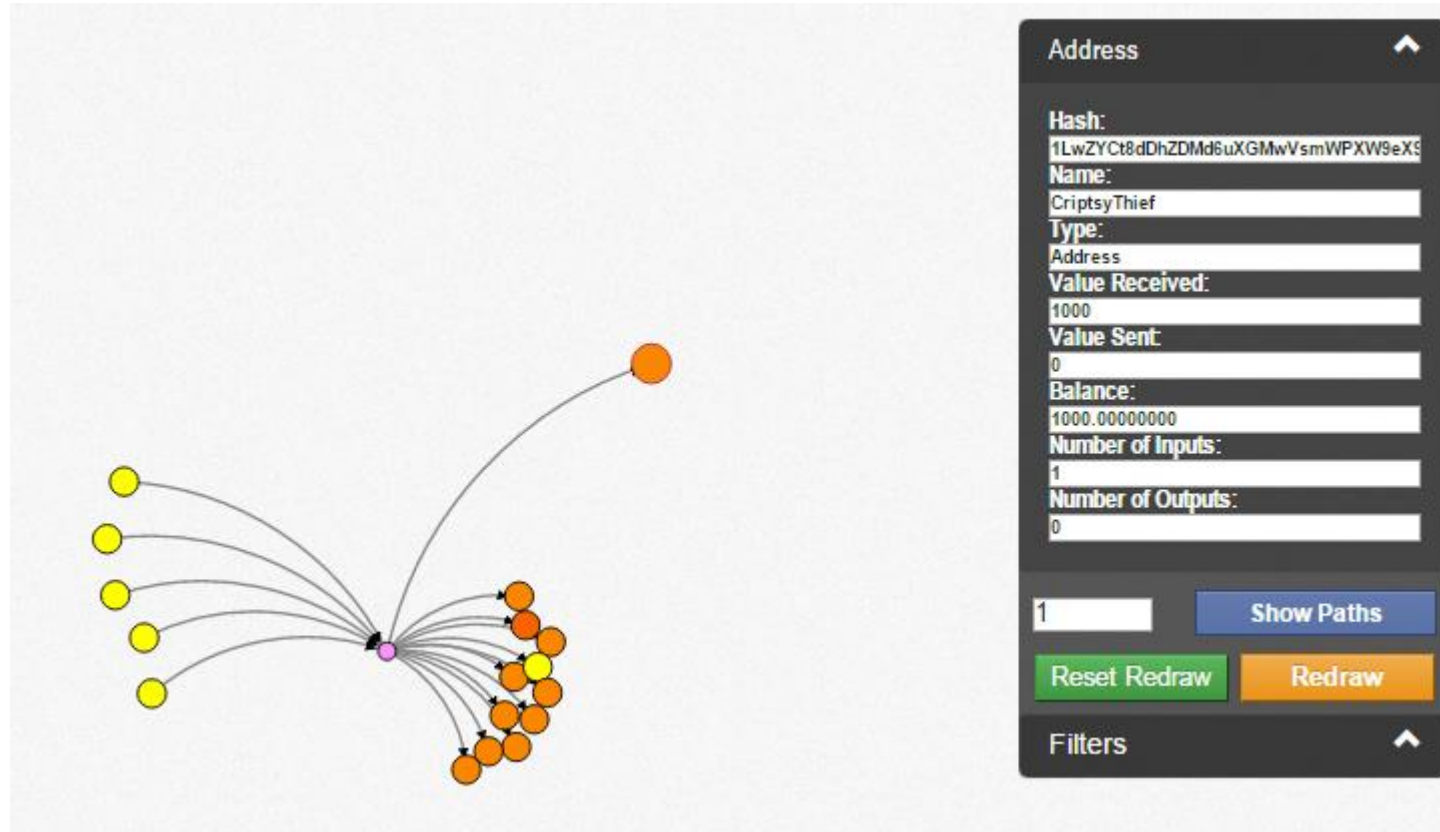 Address
Hash:
1LwZYCt8dDhZDMd6uXGMwVsmWPXW9eXS
Name:
CriptsyThief
Type:
Address
Value Received:
1000
Value Sent:
0
Balance:
1000.00000000
Number of Inputs:
1
Number of Outputs:
0
1 Show Paths
Reset Redraw Redraw
Filters